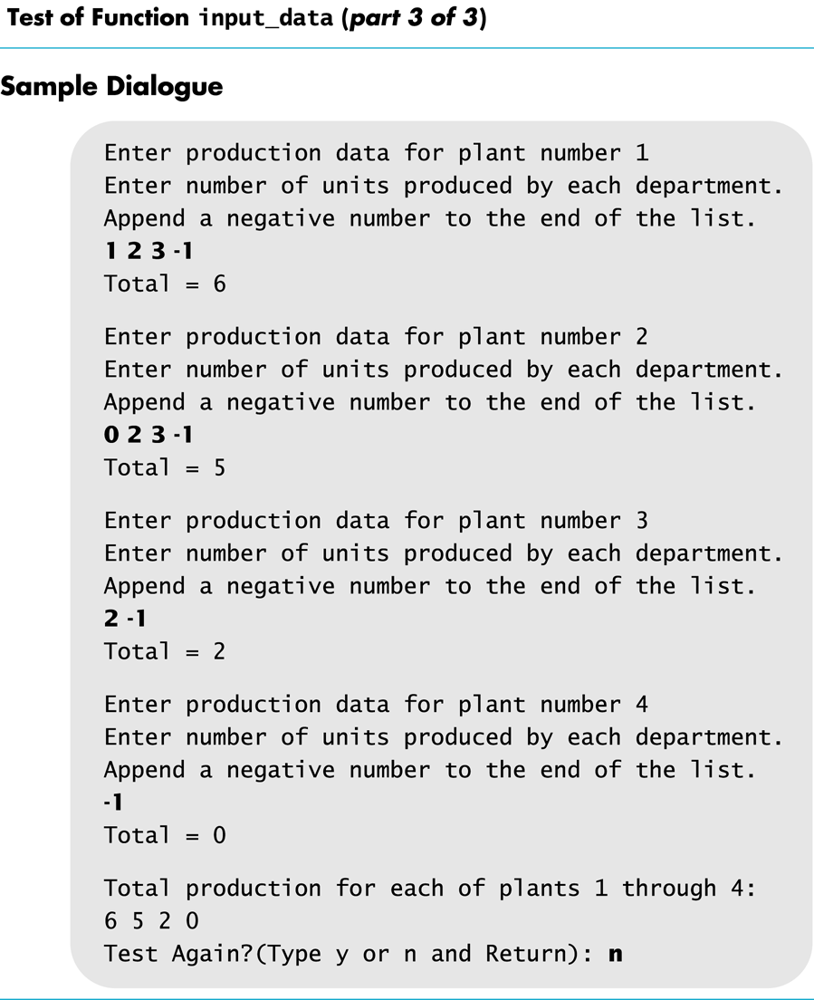 Test of Function input_data (part 3 of 3)
Sample Dialogue
Enter production data for plant number 1
Enter number of units produced by each department.
Append a negative number to the end of the list.
1 2 3 -1
Total = 6
Enter production data for plant number 2
Enter number of units produced by each department.
Append a negative number to the end of the list.
0 2 3 -1
Total = 5
Enter production data for plant number 3
Enter number of units produced by each department.
Append a negative number to the end of the list.
2 -1
Total = 2
Enter production data for plant number 4
Enter number of units produced by each department.
Append a negative number to the end of the list.
-1
Total = 0
Total production for each of plants 1 through 4:
6 5 2 0
Test Again?(Type y or n and Return): n